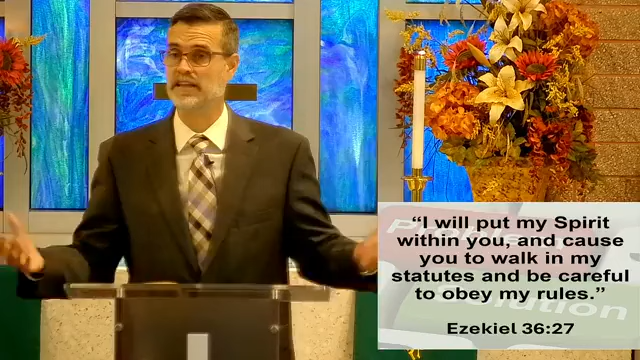 “I will put my Spirit
within you, and cause
you to walk in my
statutes and be careful
to obey my rules.”
Ezekiel 36:27
Solution